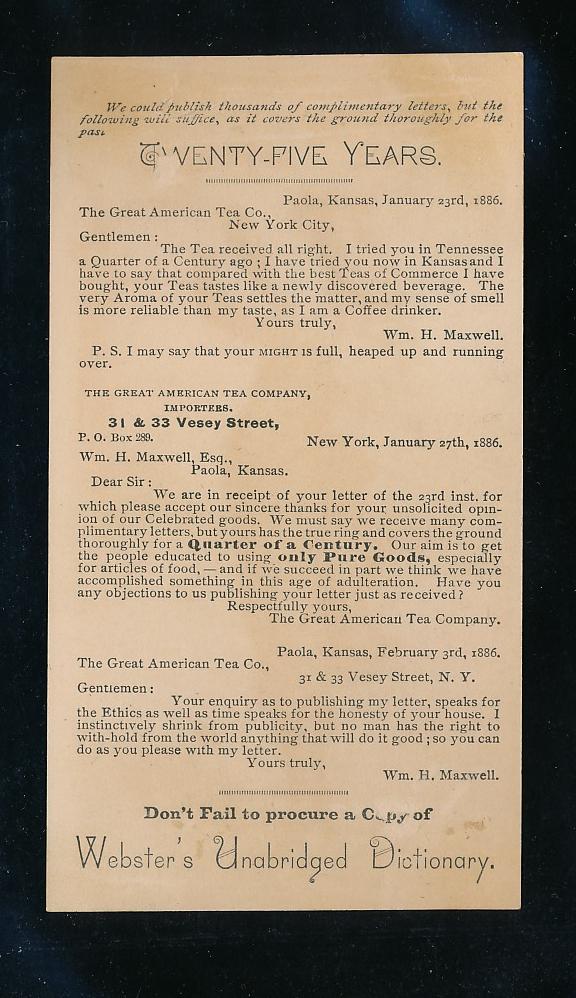 We could publish thousands of complimentary letters, but the
following will suffice, as it covers the ground thoroughly for the
past
TWENTY-FIVE YEARS.
Paola, Kansas, January 23rd, 1886.
The Great American Tea Co.,
New York City,
Gentlemen :
The Tea received all right. I tried you in Tennessee
a Quarter of a Century ago ; I have tried you now in Kansas and I
have to say that compared with the best Teas of Commerce I have
bought, your Teas tastes like a newly discovered beverage. The
very Aroma of your Teas settles the matter, and my sense of smell
is more reliable than my taste, as I am a Coffee drinker.
Yours truly,
Wm. H. Maxwell.
P. S. I may say that your MIGHT IS full, heaped up and running
over.
THE GREAT AMERICAN TEA COMPANY,
IMPORTERS.
31 & 33 Vesey Street,
P. O. Box 289. New York, January 27th, 1886.
Wm. H. Maxwell, Esq.,
Paola, Kansas.
Dear Sir :
We are in receipt of your letter of the 23rd inst. for
which please accept our sincere thanks for your unsolicited opin-
ion of our Celebrated goods. We must say we receive many com-
plimentary letters, but yours has the true ring and covers the ground
thoroughly for a Quarter of a Century. Our aim is to get
the people educated to using only Pure Goods, especially
for articles of food, — and if we succeed in part we think we have
accomplished something in this age of adulteration. Have you
any objections to us publishing your letter just as received ?
Respectfully yours,
The Great American Tea Company.
Paola, Kansas, February 3rd, 1886.
The Great American Tea Co.,
31 & 33 Vesey Street, N. Y.
Gentlemen :
Your enquiry as to publishing my letter, speaks for
the Ethics as well as time speaks for the honesty of your house. I
instinctively shrink from publicity, but no man has the right to
with-hold from the world anything that will do it good ; so you can
do as you please with my letter.
Yours truly,
Wm. H. Maxwell.
Don't Fail to procure a Copy of
Webster's Unabridged Dictionary.